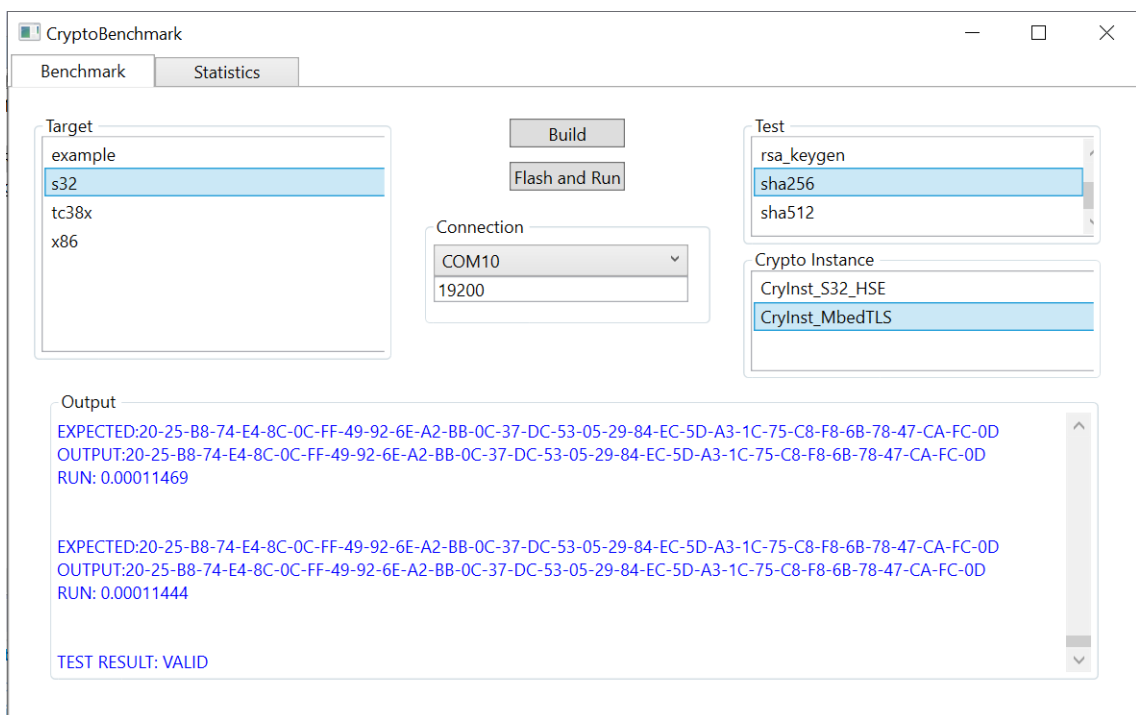 CryptoBenchmark
Benchmark
Statistics
Target
example
s32
tc38x
x86
Build
Flash and Run
Connection
COM10
19200
Test
rsa_keygen
sha256
sha512
Crypto Instance
CryInst_S32_HSE
CryInst_MbedTLS
Output
EXPECTED:20-25-B8-74-E4-8C-0C-FF-49-92-6E-A2-BB-0C-37-DC-53-05-29-84-EC-5D-A3-1C-75-C8-F8-6B-78-47-CA-FC-0D
OUTPUT:20-25-B8-74-E4-8C-0C-FF-49-92-6E-A2-BB-0C-37-DC-53-05-29-84-EC-5D-A3-1C-75-C8-F8-6B-78-47-CA-FC-0D
RUN: 0.00011469
EXPECTED:20-25-B8-74-E4-8C-0C-FF-49-92-6E-A2-BB-0C-37-DC-53-05-29-84-EC-5D-A3-1C-75-C8-F8-6B-78-47-CA-FC-0D
OUTPUT:20-25-B8-74-E4-8C-0C-FF-49-92-6E-A2-BB-0C-37-DC-53-05-29-84-EC-5D-A3-1C-75-C8-F8-6B-78-47-CA-FC-0D
RUN: 0.00011444
TEST RESULT: VALID